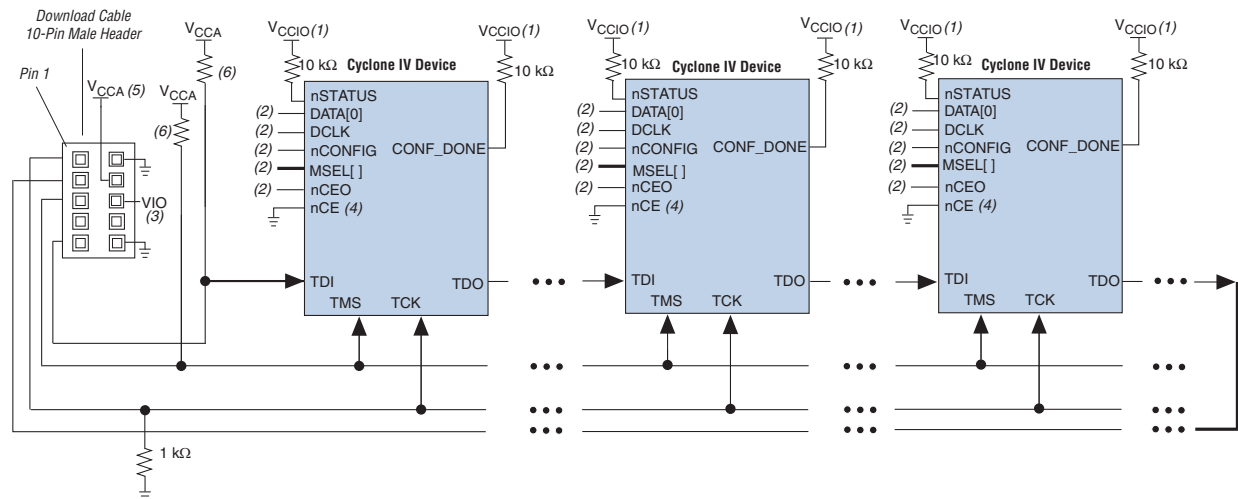 Download Cable
10-Pin Male Header
Pin 1
VCCA (5)
VCCA
(6)
VCCA
(6)
VIO
(3)
1 kΩ
VCCIO (1)
10 kΩ
Cyclone IV Device
VCCIO (1)
10 kΩ
nSTATUS
(2) DATA[0]
(2) DCLK
(2) nCONFIG
CONF_DONE
(2) MSEL[ ]
(2) nCEO
nCE (4)
TDI
TDO
TMS TCK
VCCIO (1)
10 kΩ
Cyclone IV Device
VCCIO (1)
10 kΩ
nSTATUS
(2) DATA[0]
(2) DCLK
(2) nCONFIG
CONF_DONE
(2) MSEL[ ]
(2) nCEO
nCE (4)
TDI
TDO
TMS TCK
VCCIO (1)
10 kΩ
Cyclone IV Device
VCCIO (1)
10 kΩ
nSTATUS
(2) DATA[0]
(2) DCLK
(2) nCONFIG
CONF_DONE
(2) MSEL[ ]
(2) nCEO
nCE (4)
TDI
TDO
TMS TCK